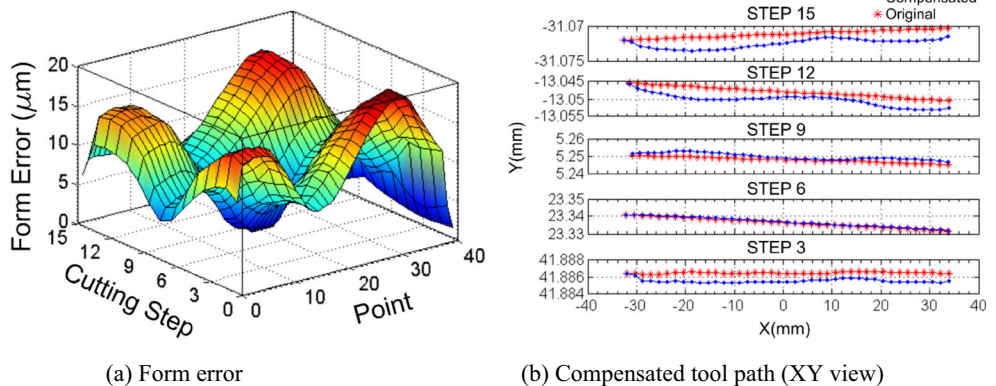 Compensated
Original
STEP 15
-31.07
-31.075
STEP 12
-13.045
-13.05
-13.055
STEP 9
5.26
5.25
5.24
STEP 6
23.35
23.34
23.33
STEP 3
41.888
41.886
41.884
-40 -30 -20 -10 0 10 20 30 40
X(mm)
Y(mm)
Form Error (μm)
20
15
10
5
0
15 12 9 6 3 0
Cutting Step
0 10 20 30 40
Point
(a) Form error
(b) Compensated tool path (XY view)